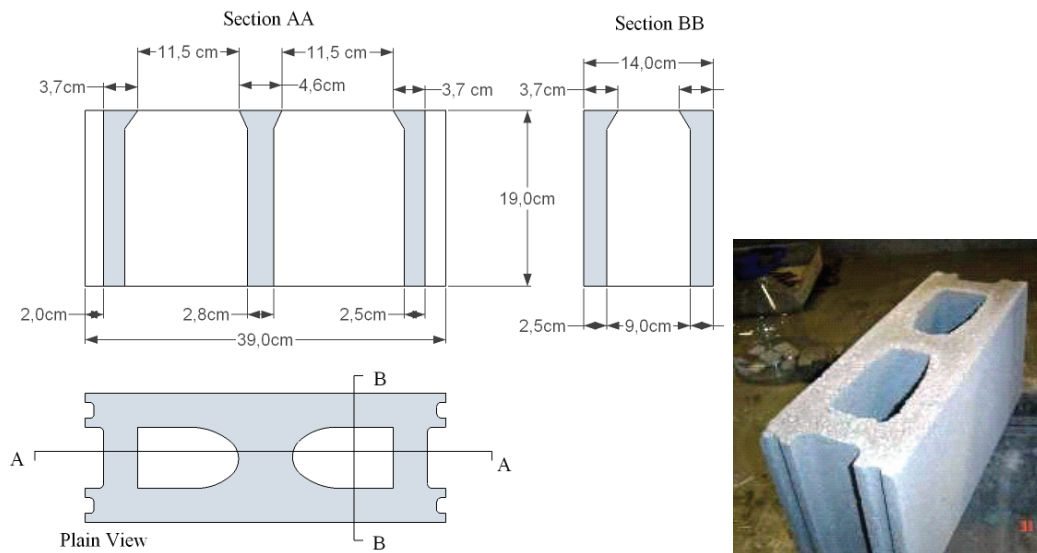 Section AA
11,5 cm
11,5 cm
3,7cm
4,6cm
3,7 cm
2,0cm
2,8cm
2,5cm
39,0cm
Section BB
14,0cm
3,7cm
19,0cm
2,5cm
9,0cm
B
A
A
B
Plain View
31